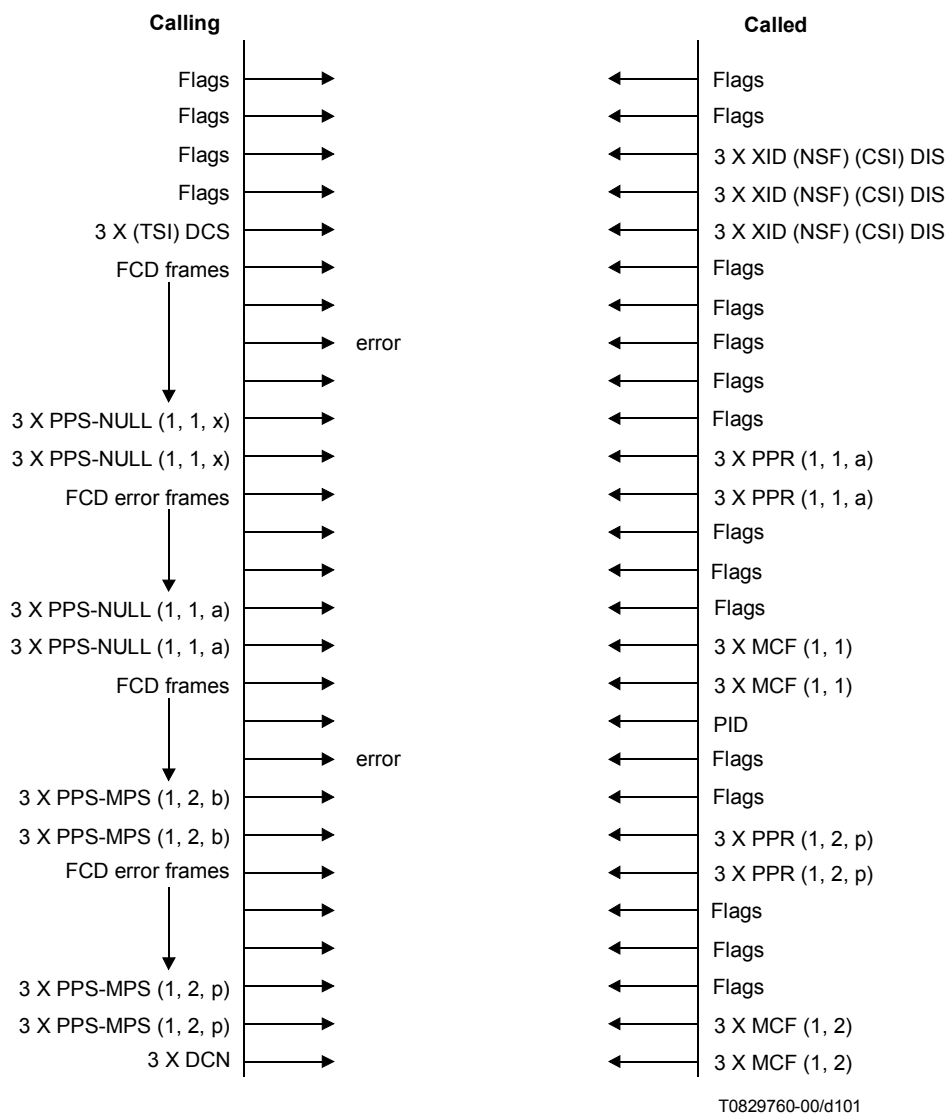 Calling Called
Flags Flags
Flags Flags
Flags 3 X XID (NSF) (CSI) DIS
Flags 3 X XID (NSF) (CSI) DIS
3 X (TSI) DCS 3 X XID (NSF) (CSI) DIS
FCD frames Flags
Flags
error Flags
Flags
3 X PPS-NULL (1, 1, x) Flags
3 X PPS-NULL (1, 1, x) 3 X PPR (1, 1, a)
FCD error frames 3 X PPR (1, 1, a)
Flags
Flags
3 X PPS-NULL (1, 1, a) Flags
3 X PPS-NULL (1, 1, a) 3 X MCF (1, 1)
FCD frames 3 X MCF (1, 1)
PID
error Flags
3 X PPS-MPS (1, 2, b) Flags
3 X PPS-MPS (1, 2, b) 3 X PPR (1, 2, p)
FCD error frames 3 X PPR (1, 2, p)
Flags
Flags
3 X PPS-MPS (1, 2, p) Flags
3 X PPS-MPS (1, 2, p) 3 X MCF (1, 2)
3 X DCN 3 X MCF (1, 2)
T0829760-00/d101